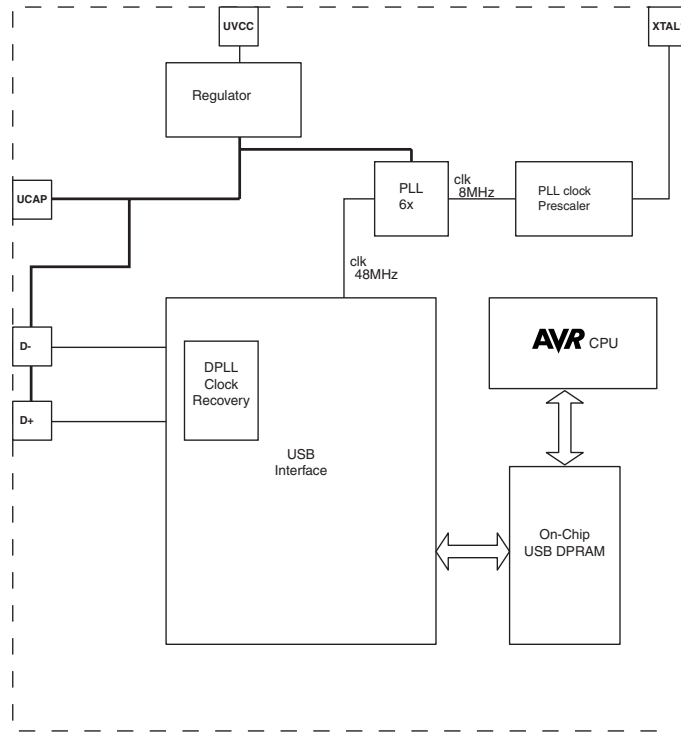 UVCC
XTAL1
Regulator
UCAP
PLL
6x
clk
8MHz
PLL clock
Prescaler
clk
48MHz
D-
D+
DPLL
Clock
Recovery
USB
Interface
AVR CPU
On-Chip
USB DPRAM